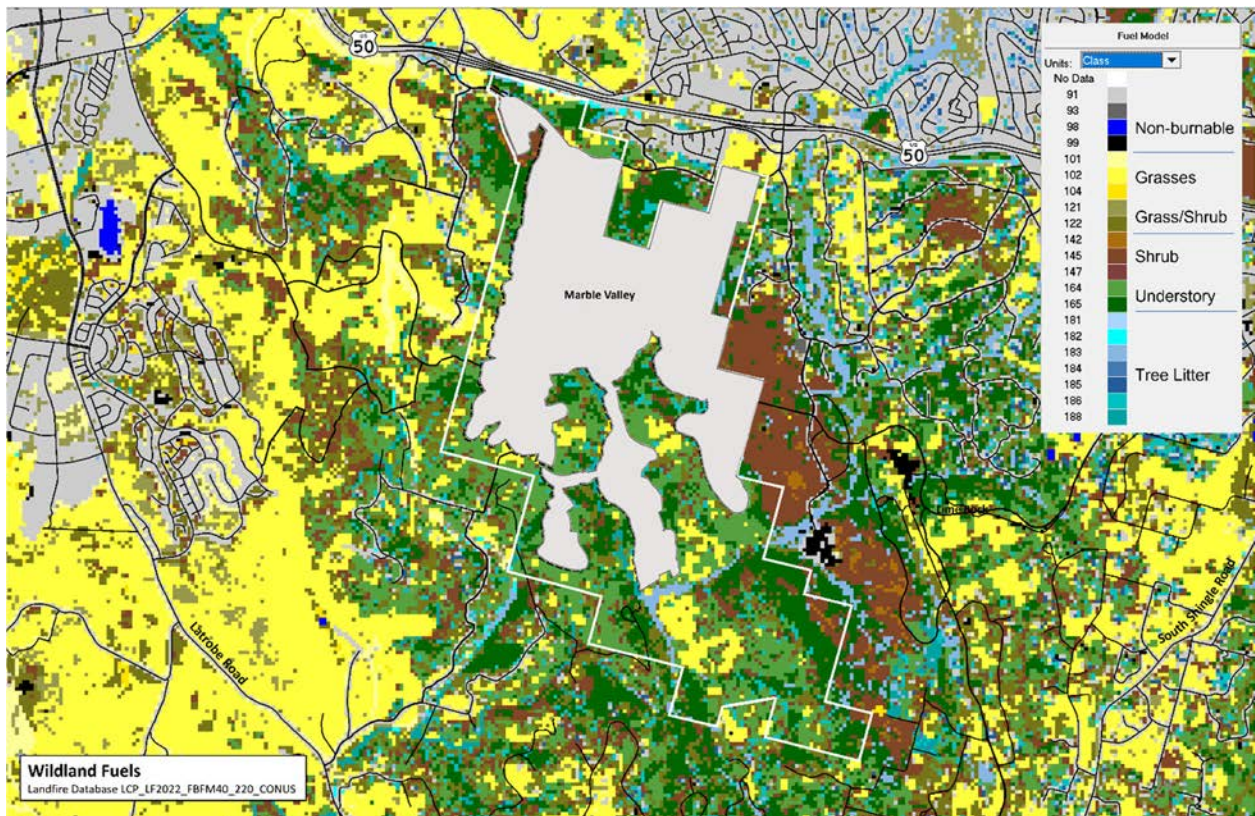 US
50
US
50
Fuel Model
Units: Class
No Data
91
93
98
99
Non-burnable
101
102
104
Grasses
121
122
Grass/Shrub
142
145
147
Shrub
164
165
Understory
181
182
183
184
185
186
188
Tree Litter
Marble Valley
Latrobe Road
South Shingle Road
Wildland Fuels
Landfire Database LCP_LF2022_FBFM40_220_CONUS